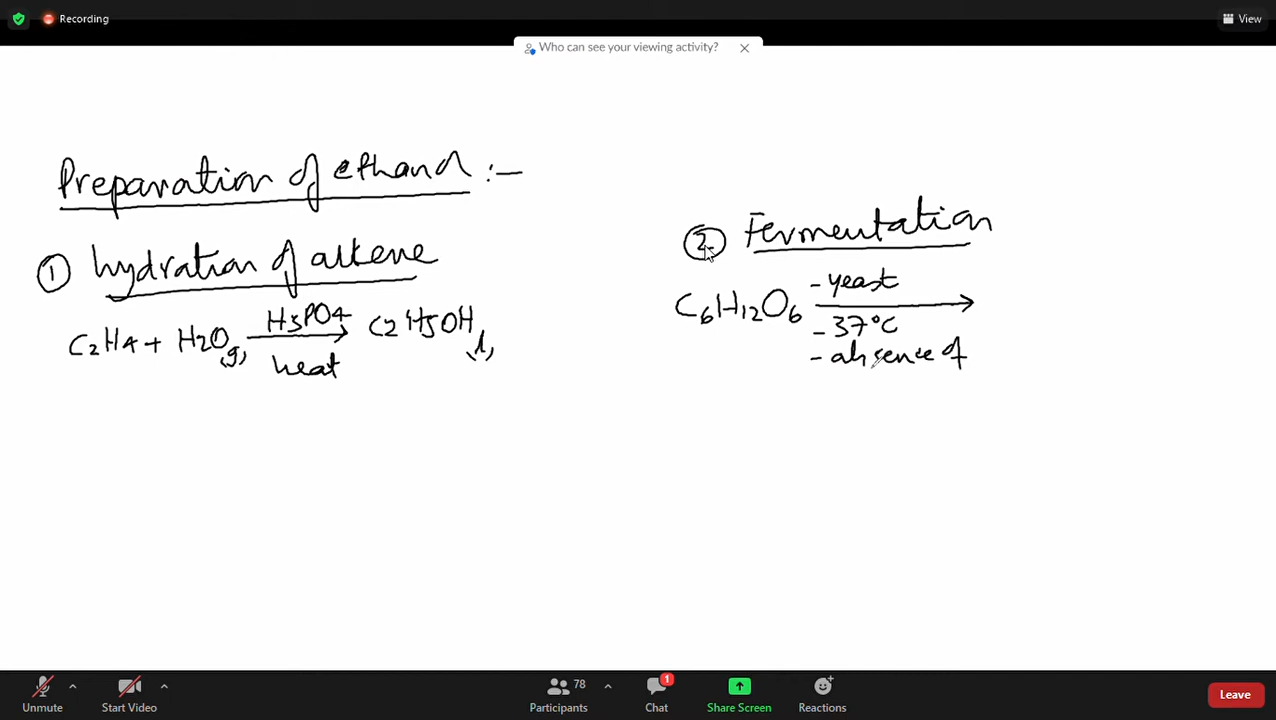 Recording
View
Who can see your viewing activity?
Preparation of ethanol :-
① hydration of alkene
C2H4 + H2O(g) H3PO4 heat → C2H5OH(l)
② Fermentation
C6H12O6 →
- yeast
- 37°C
- absence of
Unmute
Start Video
78
Participants
1
Chat
Share Screen
Reactions
Leave